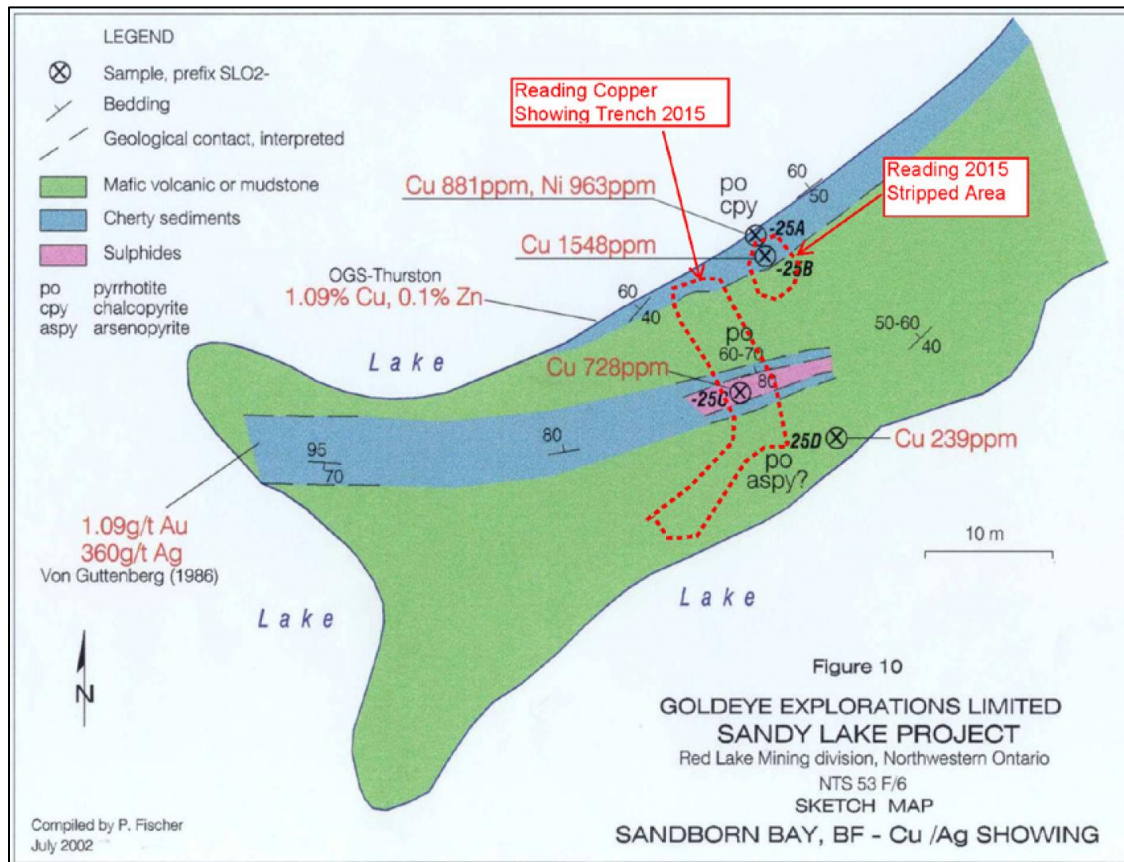 LEGEND
Sample, prefix SLO2-
Bedding
Geological contact, interpreted
Mafic volcanic or mudstone
Cherty sediments
Sulphides
po pyrrhotite
cpy chalcopyrite
aspy arsenopyrite
Reading Copper
Showing Trench 2015
Reading 2015
Stripped Area
Cu 881ppm, Ni 963ppm
po
cpy
60
50
-25A
Cu 1548ppm
-25B
OGS-Thurston
1.09% Cu, 0.1% Zn
60
40
Lake
po
60-70
80
50-60
40
Cu 728ppm
-25C
95
70
80
25D
Cu 239ppm
po
aspy?
1.09g/t Au
360g/t Ag
Von Guttenberg (1986)
10 m
Lake
Lake
N
Figure 10
GOLDEYE EXPLORATIONS LIMITED
SANDY LAKE PROJECT
Red Lake Mining division, Northwestern Ontario
NTS 53 F/6
SKETCH MAP
SANDBORN BAY, BF - Cu /Ag SHOWING
Compiled by P. Fischer
July 2002